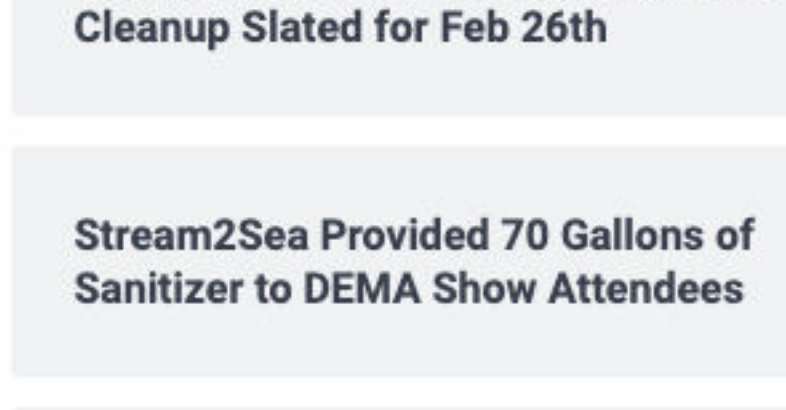 Cleanup Slated for Feb 26th
Stream2Sea Provided 70 Gallons of
Sanitizer to DEMA Show Attendees